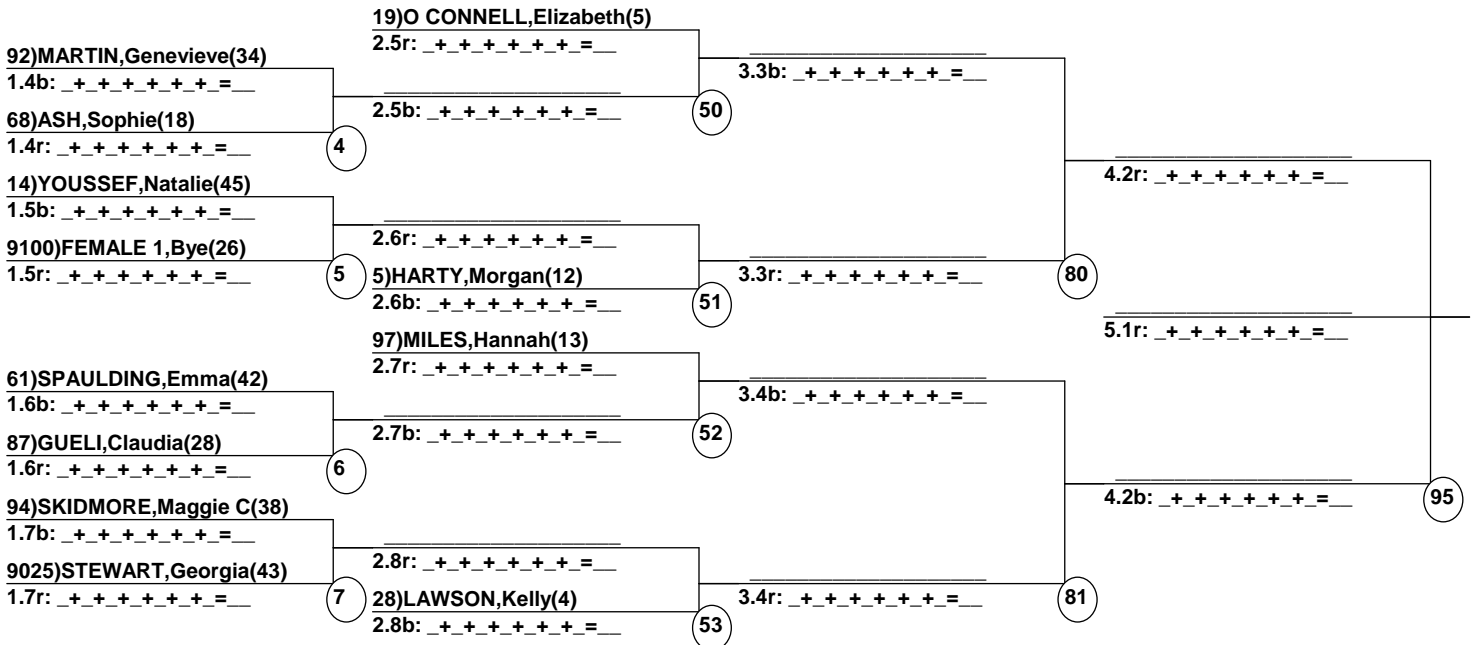 92)MARTIN,Genevieve(34)
1.4b: _+_+_+_+_+_+_=__
68)ASH,Sophie(18)
1.4r: _+_+_+_+_+_+_=__
4
14)YOUSSEF,Natalie(45)
1.5b: _+_+_+_+_+_+_=__
9100)FEMALE 1,Bye(26)
1.5r: _+_+_+_+_+_+_=__
5
61)SPAULDING,Emma(42)
1.6b: _+_+_+_+_+_+_=__
87)GUELI,Claudia(28)
1.6r: _+_+_+_+_+_+_=__
6
94)SKIDMORE,Maggie C(38)
1.7b: _+_+_+_+_+_+_=__
9025)STEWART,Georgia(43)
1.7r: _+_+_+_+_+_+_=__
7
19)O CONNELL,Elizabeth(5)
2.5r: _+_+_+_+_+_+_=__
2.5b: _+_+_+_+_+_+_=__
50
2.6r: _+_+_+_+_+_+_=__
5)HARTY,Morgan(12)
2.6b: _+_+_+_+_+_+_=__
51
97)MILES,Hannah(13)
2.7r: _+_+_+_+_+_+_=__
2.7b: _+_+_+_+_+_+_=__
52
2.8r: _+_+_+_+_+_+_=__
28)LAWSON,Kelly(4)
2.8b: _+_+_+_+_+_+_=__
53
3.3b: _+_+_+_+_+_+_=__
3.3r: _+_+_+_+_+_+_=__
80
3.4b: _+_+_+_+_+_+_=__
3.4r: _+_+_+_+_+_+_=__
81
4.2r: _+_+_+_+_+_+_=__
5.1r: _+_+_+_+_+_+_=__
4.2b: _+_+_+_+_+_+_=__
95